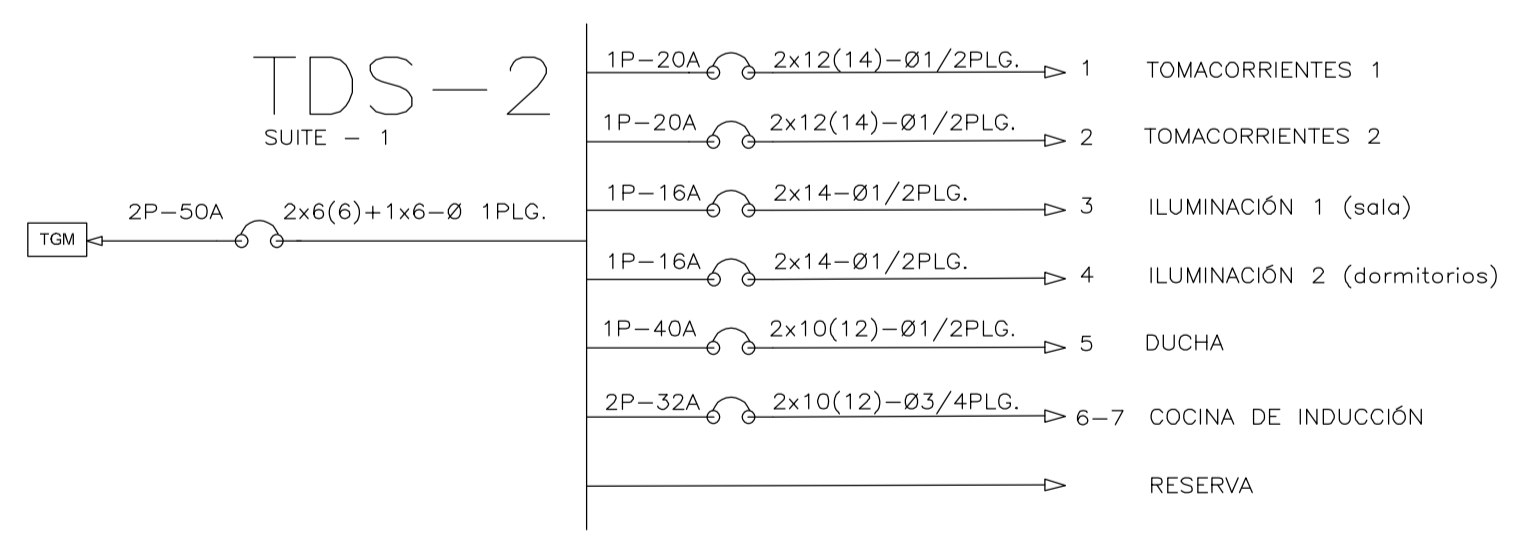 TDS-2
SUITE - 1
TGM
2P-50A 2x6(6)+1x6-Ø 1PLG.
1P-20A 2x12(14)-Ø1/2PLG. 1 TOMACORRIENTES 1
1P-20A 2x12(14)-Ø1/2PLG. 2 TOMACORRIENTES 2
1P-16A 2x14-Ø1/2PLG. 3 ILUMINACIÓN 1 (sala)
1P-16A 2x14-Ø1/2PLG. 4 ILUMINACIÓN 2 (dormitorios)
1P-40A 2x10(12)-Ø1/2PLG. 5 DUCHA
2P-32A 2x10(12)-Ø3/4PLG. 6-7 COCINA DE INDUCCIÓN
RESERVA